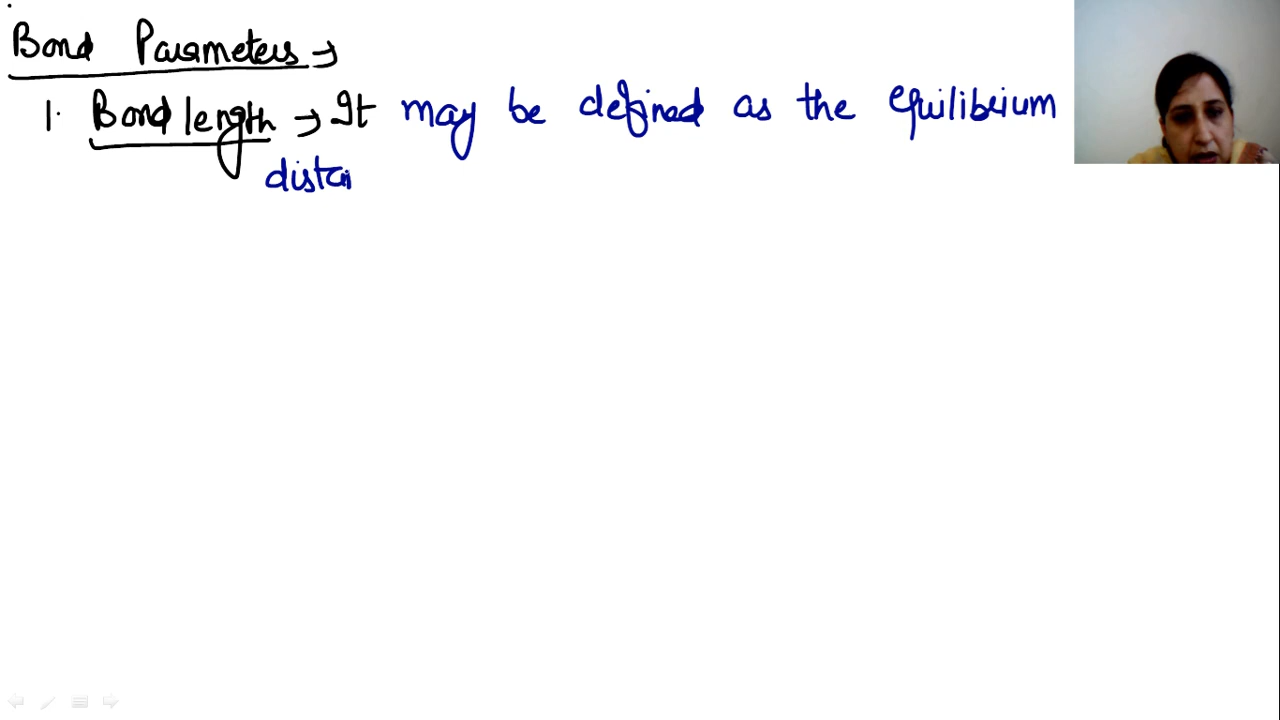 Bond Parameters →
1. Bond length → It may be defined as the equilibrium
distan